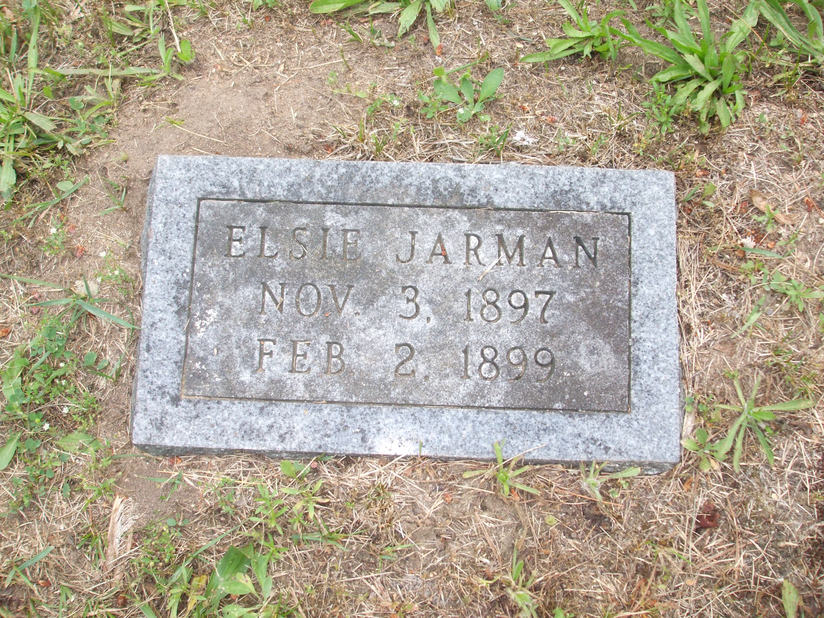 ELSIE JARMAN
NOV. 3, 1897
FEB. 2, 1899